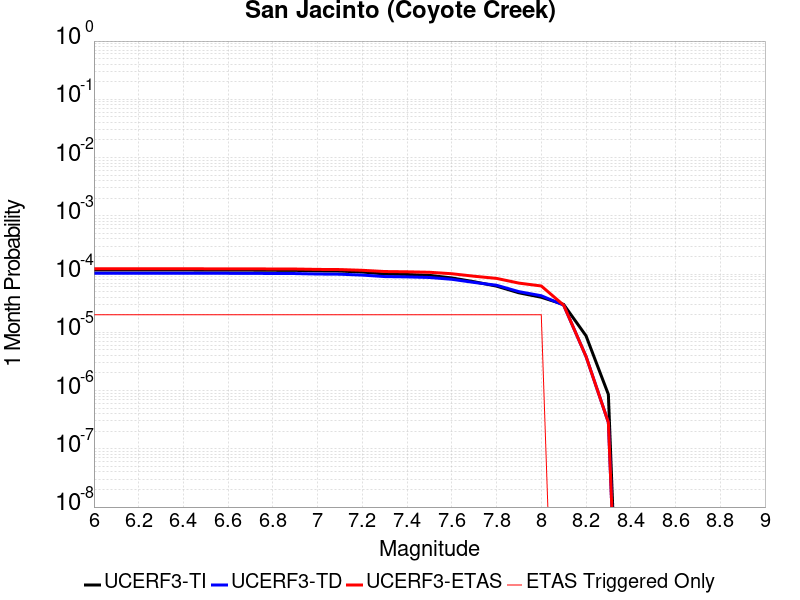 San Jacinto (Coyote Creek)
10^0
10^-1
10^-2
10^-3
10^-4
10^-5
10^-6
10^-7
10^-8
1 Month Probability
6 6.2 6.4 6.6 6.8 7 7.2 7.4 7.6 7.8 8 8.2 8.4 8.6 8.8 9
Magnitude
UCERF3-TI UCERF3-TD UCERF3-ETAS ETAS Triggered Only